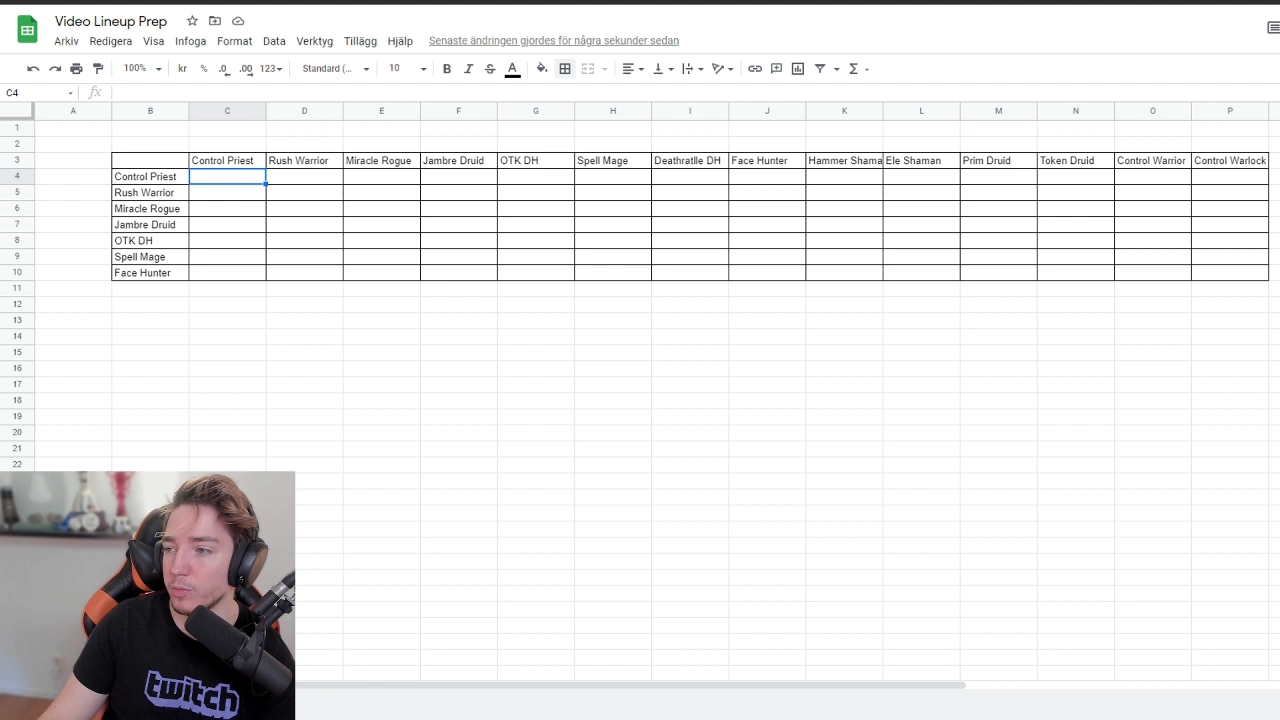 Video Lineup Prep
Arkiv Redigera Visa Infoga Format Data Verktyg Tillägg Hjälp Senaste ändringen gjordes för några sekunder sedan
100% kr % .0 .00 123 Standard (... 10 B I S A Σ
C4 fx
A B C D E F G H I J K L M N O P
1
2
3 Control Priest Rush Warrior Miracle Rogue Jambre Druid OTK DH Spell Mage Deathratlle DH Face Hunter Hammer Shama Ele Shaman Prim Druid Token Druid Control Warrior Control Warlock
4 Control Priest
5 Rush Warrior
6 Miracle Rogue
7 Jambre Druid
8 OTK DH
9 Spell Mage
10 Face Hunter
11
12
13
14
15
16
17
18
19
20
21
22
twitch